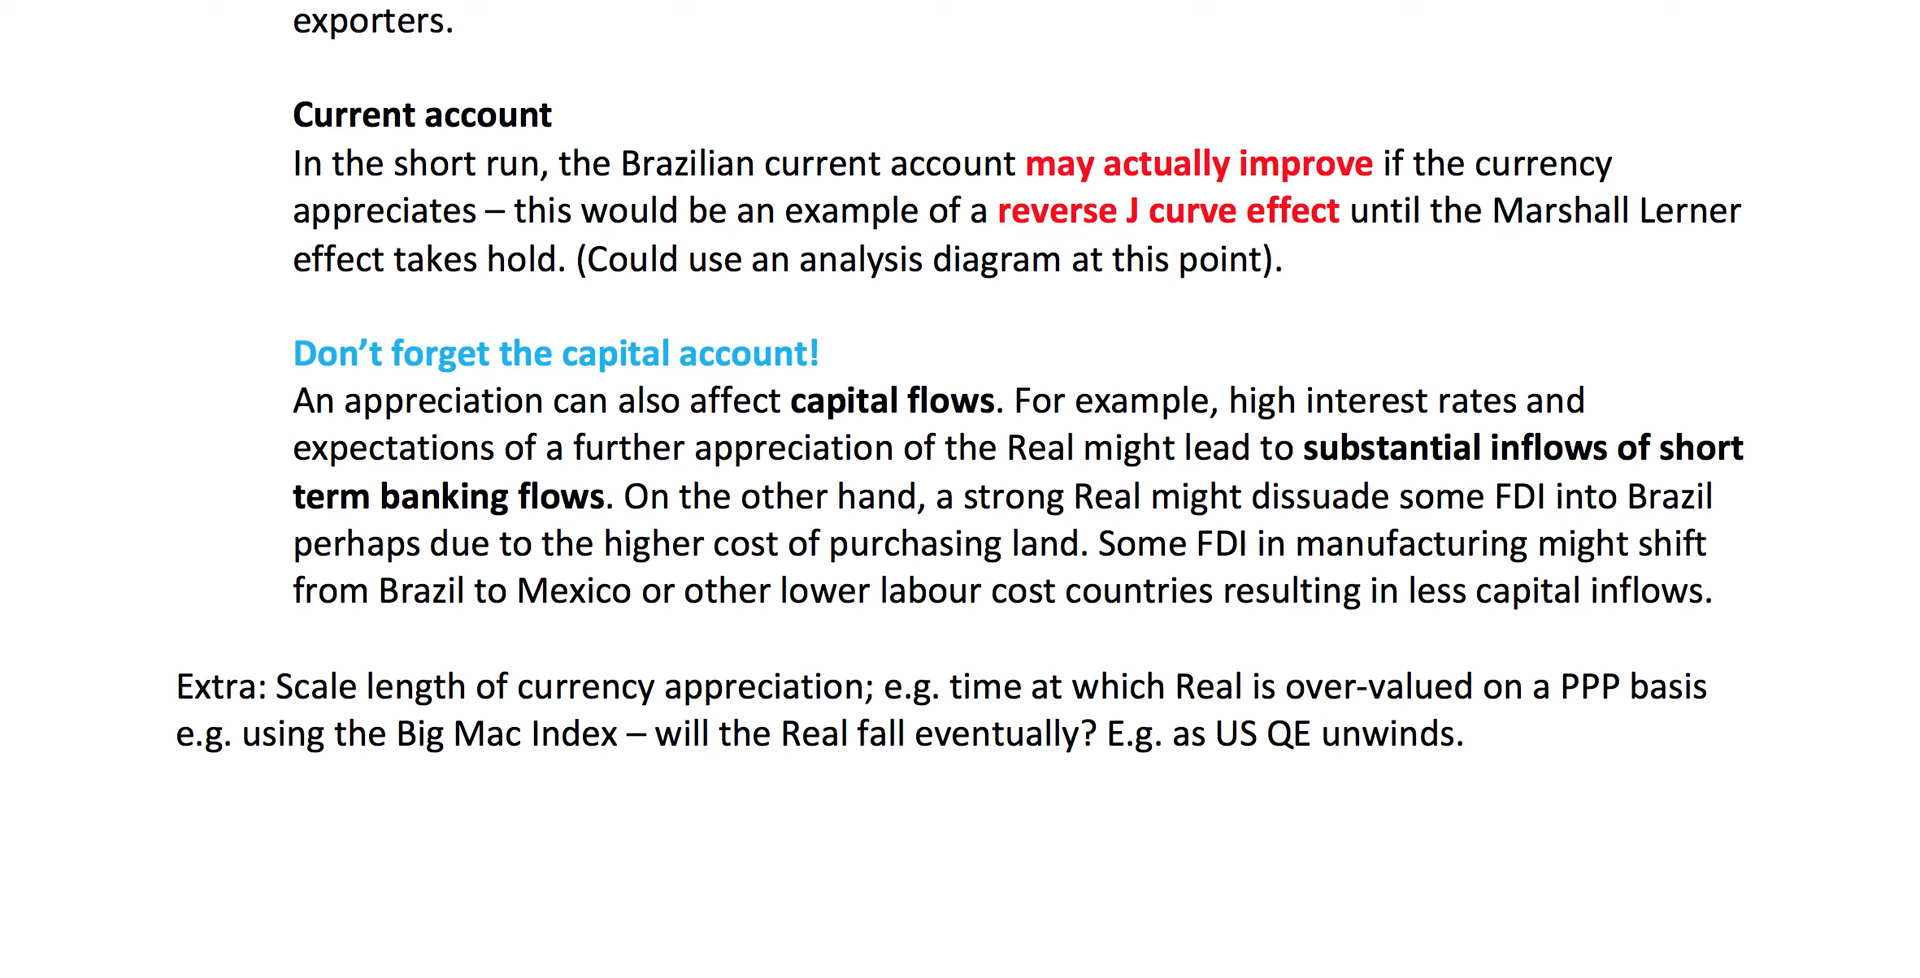 exporters.
Current account
In the short run, the Brazilian current account may actually improve if the currency
appreciates – this would be an example of a reverse J curve effect until the Marshall Lerner
effect takes hold. (Could use an analysis diagram at this point).
Don’t forget the capital account!
An appreciation can also affect capital flows. For example, high interest rates and
expectations of a further appreciation of the Real might lead to substantial inflows of short
term banking flows. On the other hand, a strong Real might dissuade some FDI into Brazil
perhaps due to the higher cost of purchasing land. Some FDI in manufacturing might shift
from Brazil to Mexico or other lower labour cost countries resulting in less capital inflows.
Extra: Scale length of currency appreciation; e.g. time at which Real is over-valued on a PPP basis
e.g. using the Big Mac Index – will the Real fall eventually? E.g. as US QE unwinds.